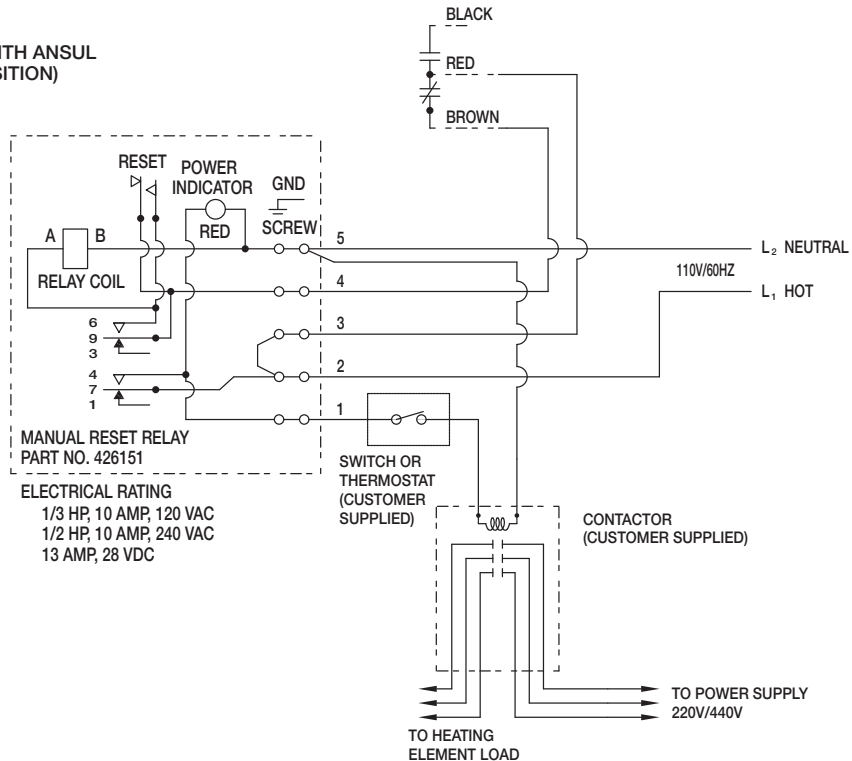 ITH ANSUL
SITION)
BLACK
RED
BROWN
RESET
POWER
INDICATOR
GND
RED
SCREW
A
B
RELAY COIL
5
L₂ NEUTRAL
110V/60HZ
4
L₁ HOT
3
2
1
6
9
3
4
7
1
MANUAL RESET RELAY
PART NO. 426151
SWITCH OR
THERMOSTAT
(CUSTOMER
SUPPLIED)
ELECTRICAL RATING
1/3 HP, 10 AMP, 120 VAC
1/2 HP, 10 AMP, 240 VAC
13 AMP, 28 VDC
CONTACTOR
(CUSTOMER SUPPLIED)
TO POWER SUPPLY
220V/440V
TO HEATING
ELEMENT LOAD